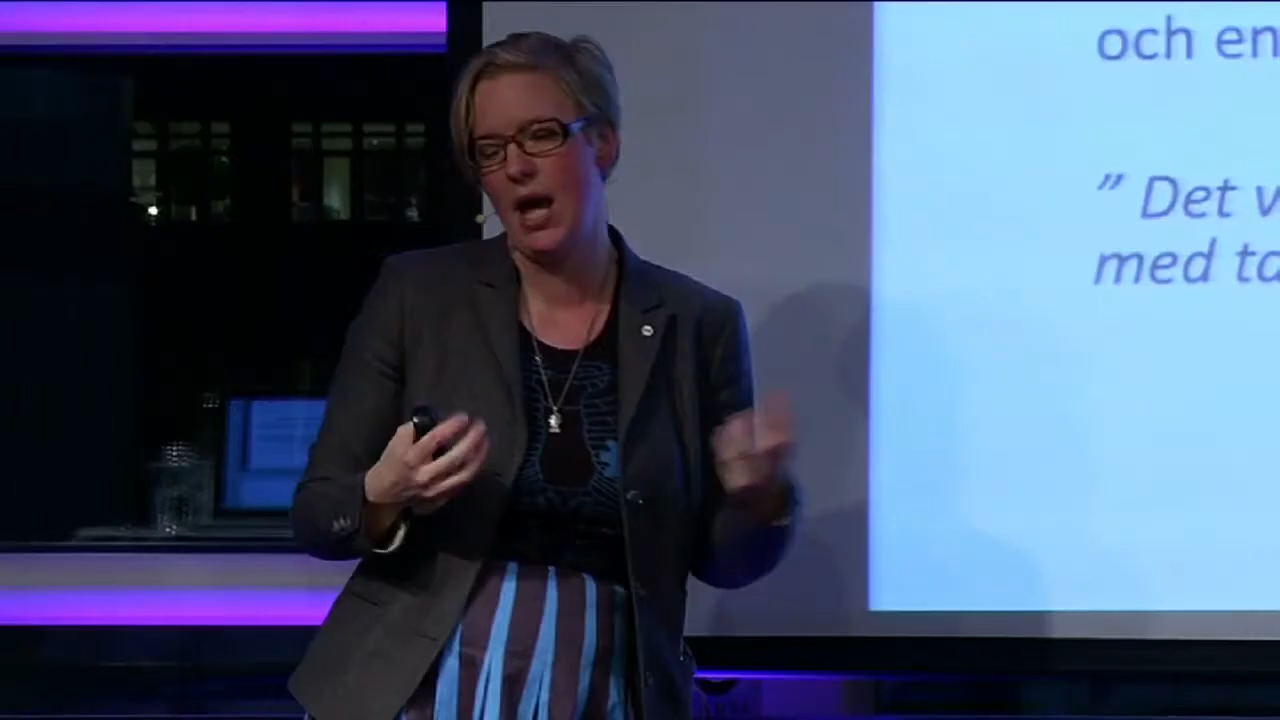 och en
” Det v
med ta